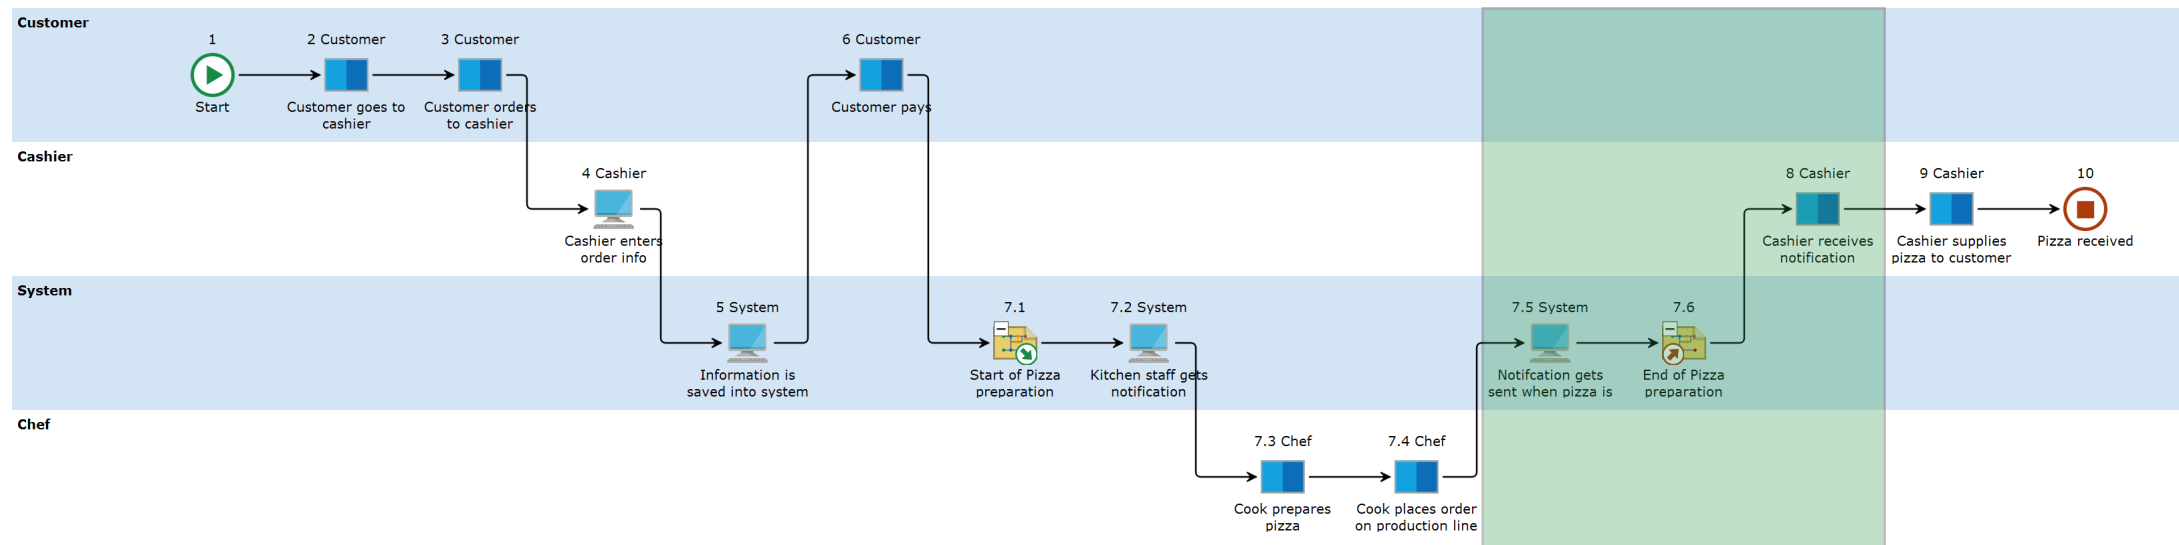 Customer
1
2 Customer
3 Customer
6 Customer
Start
Customer goes to
cashier
Customer orders
to cashier
Customer pays
Cashier
4 Cashier
8 Cashier
9 Cashier
10
Cashier enters
order info
Cashier receives
notification
Cashier supplies
pizza to customer
Pizza received
System
5 System
7.1
7.2 System
7.5 System
7.6
Information is
saved into system
Start of Pizza
preparation
Kitchen staff gets
notification
Notifcation gets
sent when pizza is
End of Pizza
preparation
Chef
7.3 Chef
7.4 Chef
Cook prepares
pizza
Cook places order
on production line